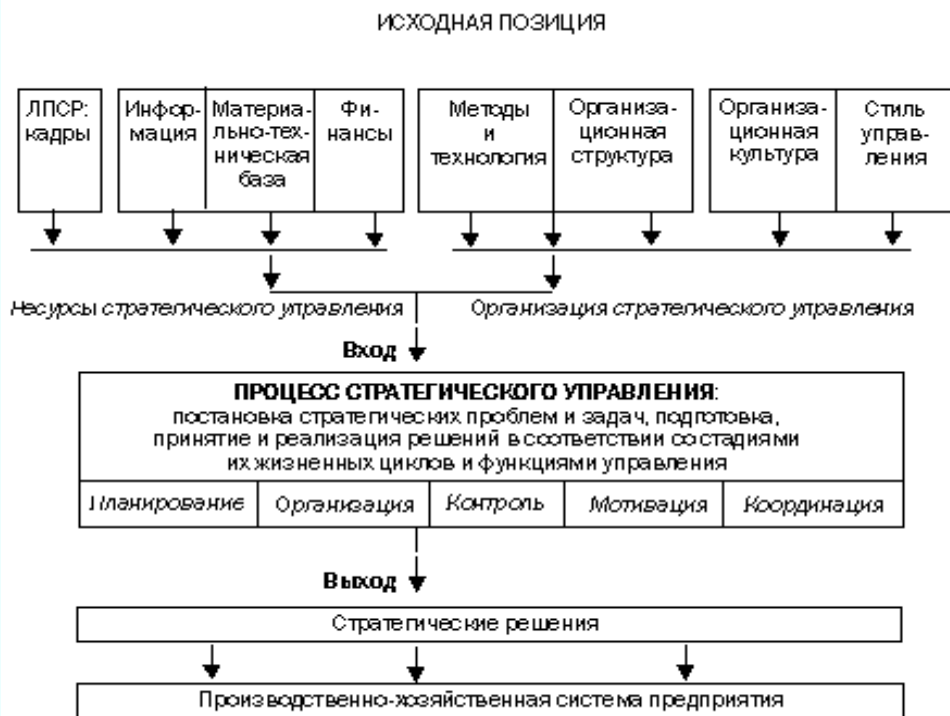 ИСХОДНАЯ ПОЗИЦИЯ
ЛПСР:
кадры
Инфор-
мация
Материа-
льно-тех-
ническая
база
Фи-
нансы
Методы
и
технология
Организа-
ционная
структура
Организа-
ционная
культура
Стиль
управ-
ления
Ресурсы стратегического управления
Организация стратегического управления
Вход
ПРОЦЕСС СТРАТЕГИЧЕСКОГО УПРАВЛЕНИЯ:
постановка стратегических проблем и задач, подготовка,
принятие и реализация решений в соответствии со стадиями
их жизненных циклов и функциями управления
Планирование
Организация
Контроль
Мотивация
Координация
Выход
Стратегические решения
Производственно-хозяйственная система предприятия